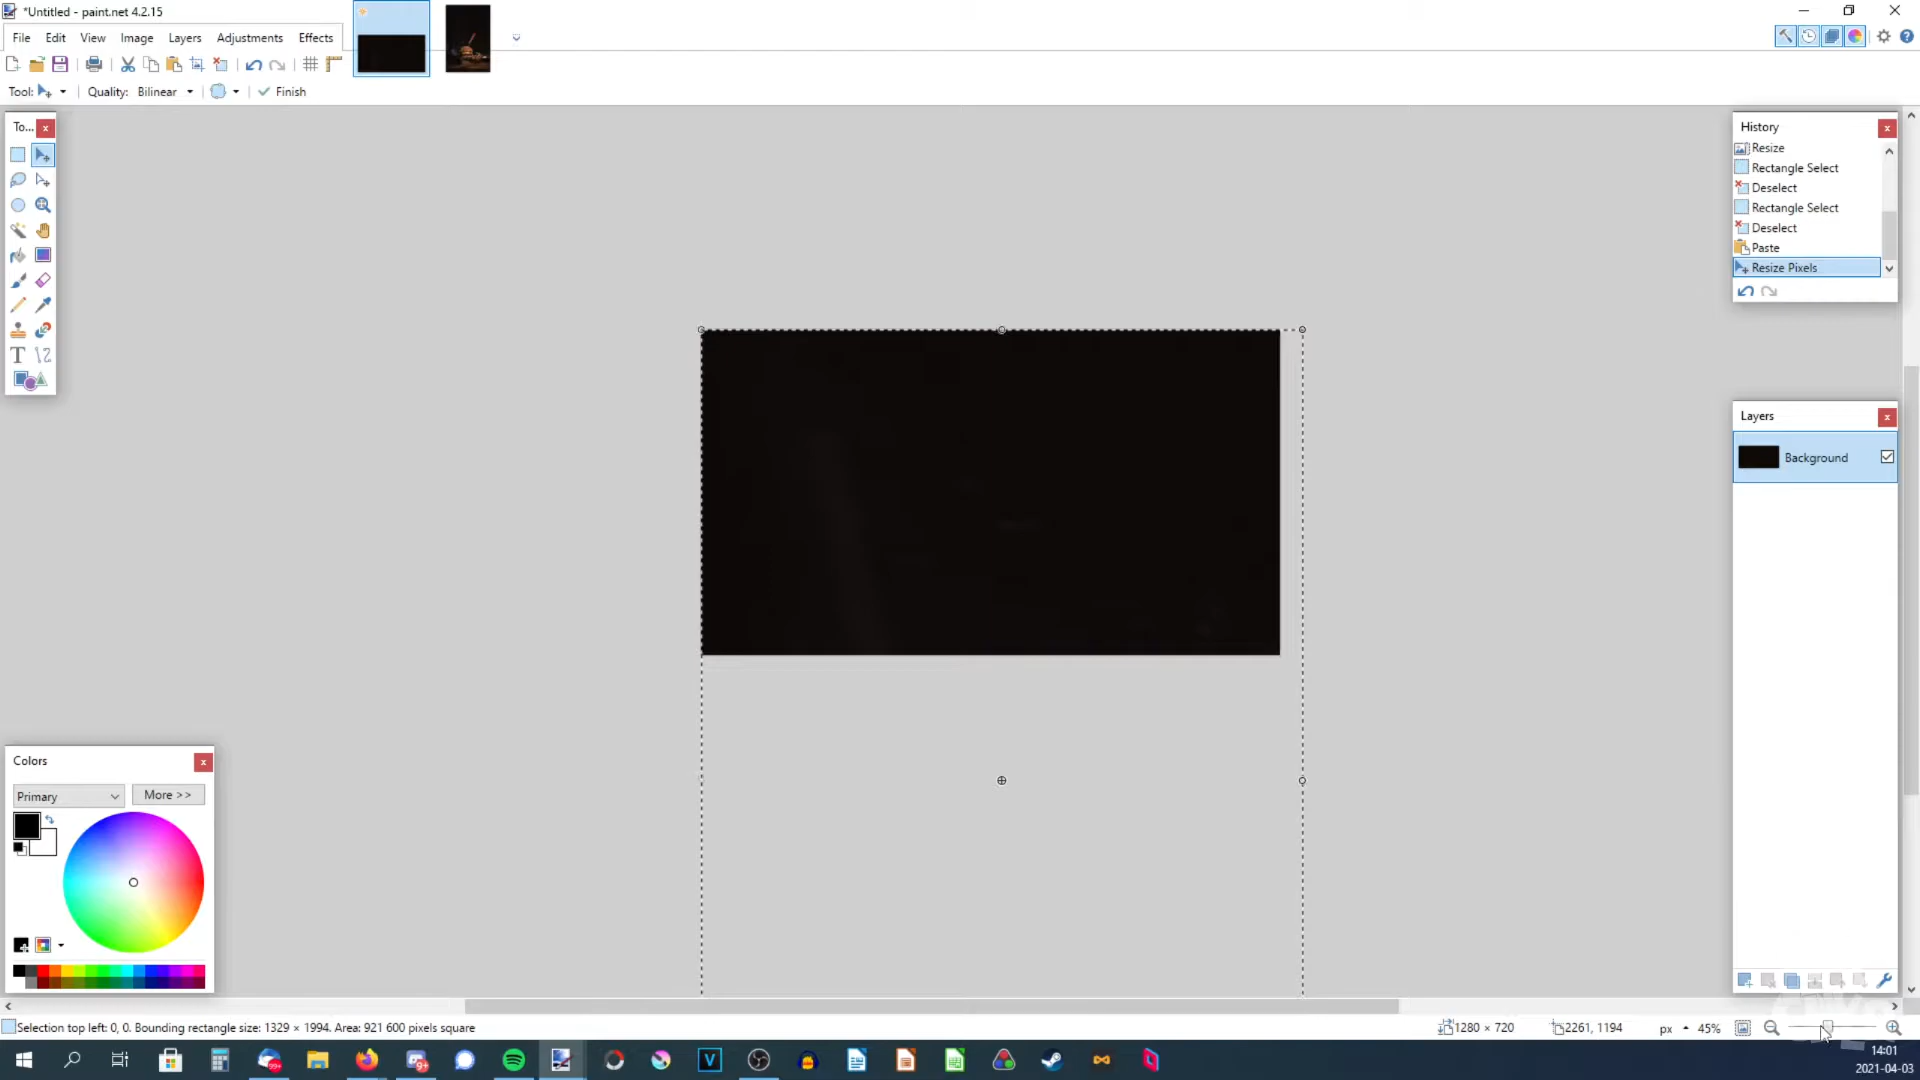 *Untitled - paint.net 4.2.15
File Edit View Image Layers Adjustments Effects
Tool: Quality: Bilinear Finish
To...
History
Resize
Rectangle Select
Deselect
Rectangle Select
Deselect
Paste
Resize Pixels
Layers
Background
Colors
Primary
More >>
Selection top left: 0, 0. Bounding rectangle size: 1329 × 1994. Area: 921 600 pixels square
1280 × 720
2261, 1194
px
45%
14:01
2021-04-03